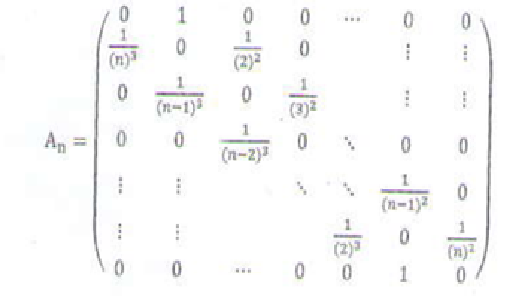 0 1 0 0 ⋯ 0 0
1/(n)³ 0 1/(2)² 0 ⋮ ⋮
0 1/(n−1)³ 0 1/(3)² ⋮ ⋮
Aₙ = 0 0 1/(n−2)³ 0 ⋱ 0 0
⋮ ⋮ ⋱ ⋱ 1/(n−1)² 0
⋮ ⋮ 1/(2)³ 0 1/(n)²
0 0 ⋯ 0 0 1 0